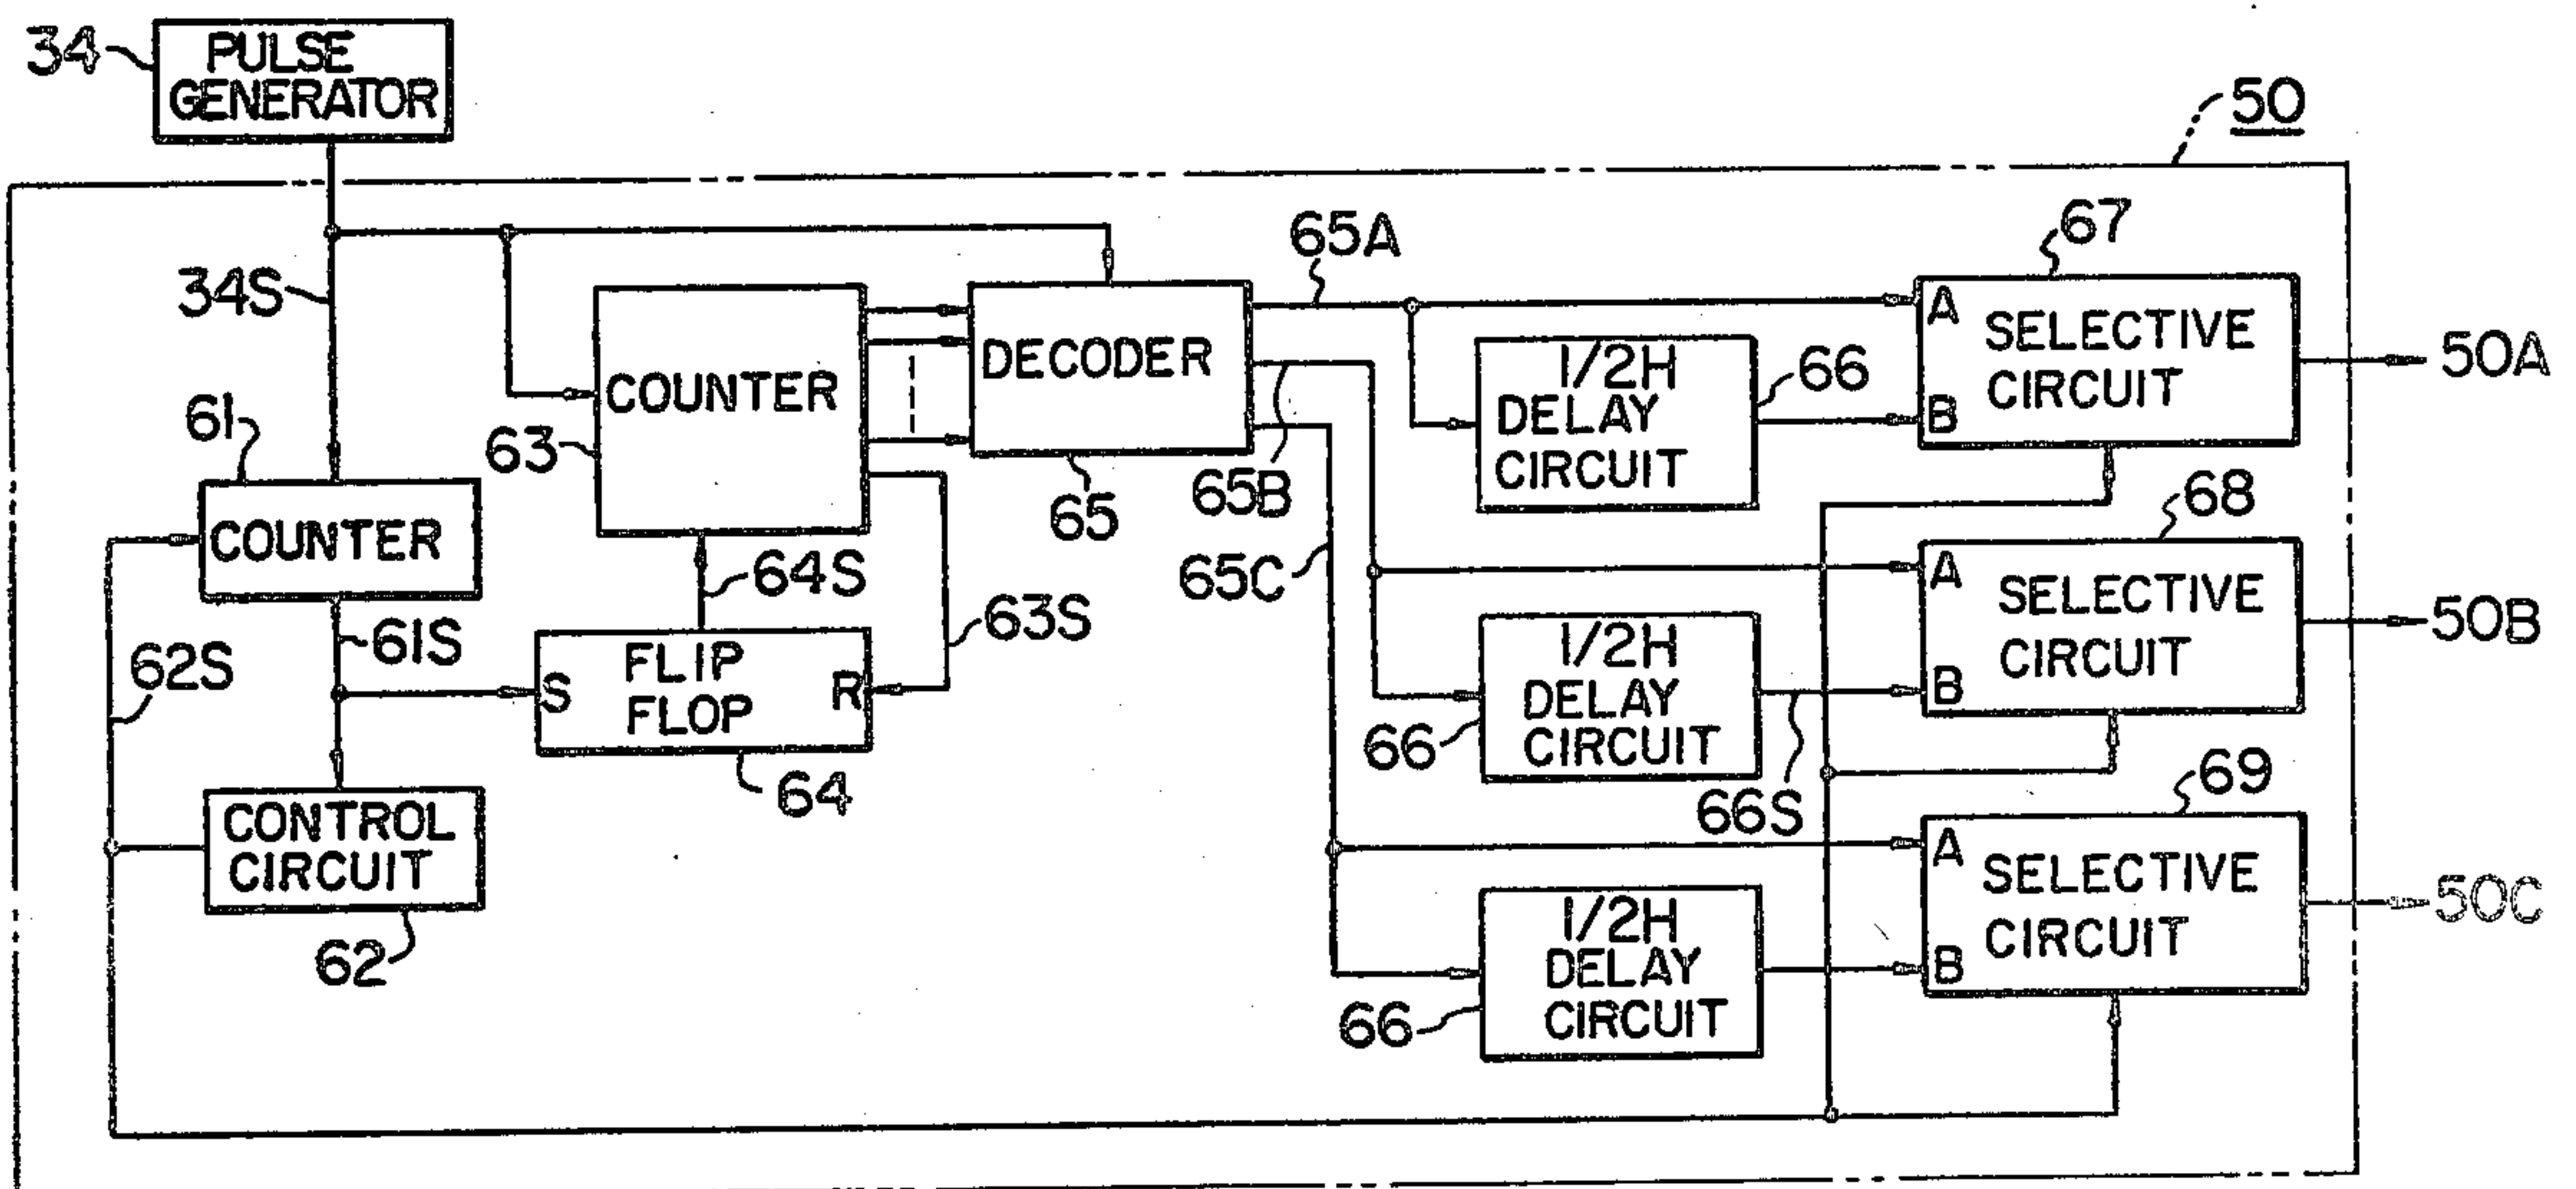 34
PULSE
GENERATOR
50
34S
65A
67
COUNTER
63
DECODER
65
65B
65C
1/2H
DELAY
CIRCUIT
66
A
B
SELECTIVE
CIRCUIT
50A
61
COUNTER
61S
62S
64S
63S
S
FLIP
FLOP
R
64
68
1/2H
DELAY
CIRCUIT
66
66S
A
B
SELECTIVE
CIRCUIT
50B
CONTROL
CIRCUIT
62
69
1/2H
DELAY
CIRCUIT
66
A
B
SELECTIVE
CIRCUIT
50C